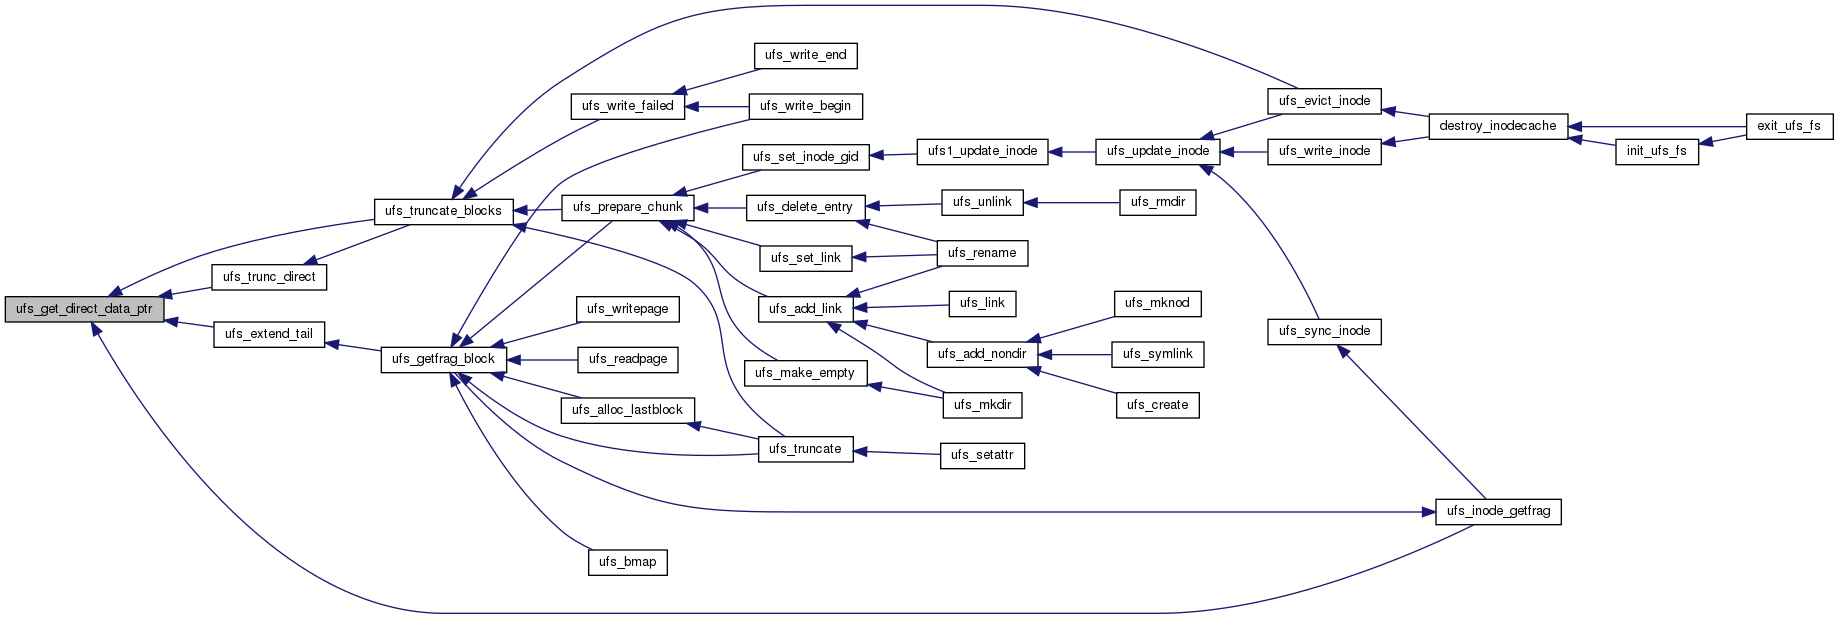 ufs_get_direct_data_ptr
ufs_truncate_blocks
ufs_trunc_direct
ufs_extend_tail
ufs_getfrag_block
ufs_write_failed
ufs_prepare_chunk
ufs_writepage
ufs_readpage
ufs_alloc_lastblock
ufs_bmap
ufs_write_end
ufs_write_begin
ufs_set_inode_gid
ufs_delete_entry
ufs_set_link
ufs_add_link
ufs_make_empty
ufs_truncate
ufs1_update_inode
ufs_unlink
ufs_rename
ufs_link
ufs_add_nondir
ufs_mkdir
ufs_setattr
ufs_update_inode
ufs_rmdir
ufs_mknod
ufs_symlink
ufs_create
ufs_evict_inode
ufs_write_inode
ufs_sync_inode
destroy_inodecache
ufs_inode_getfrag
init_ufs_fs
exit_ufs_fs